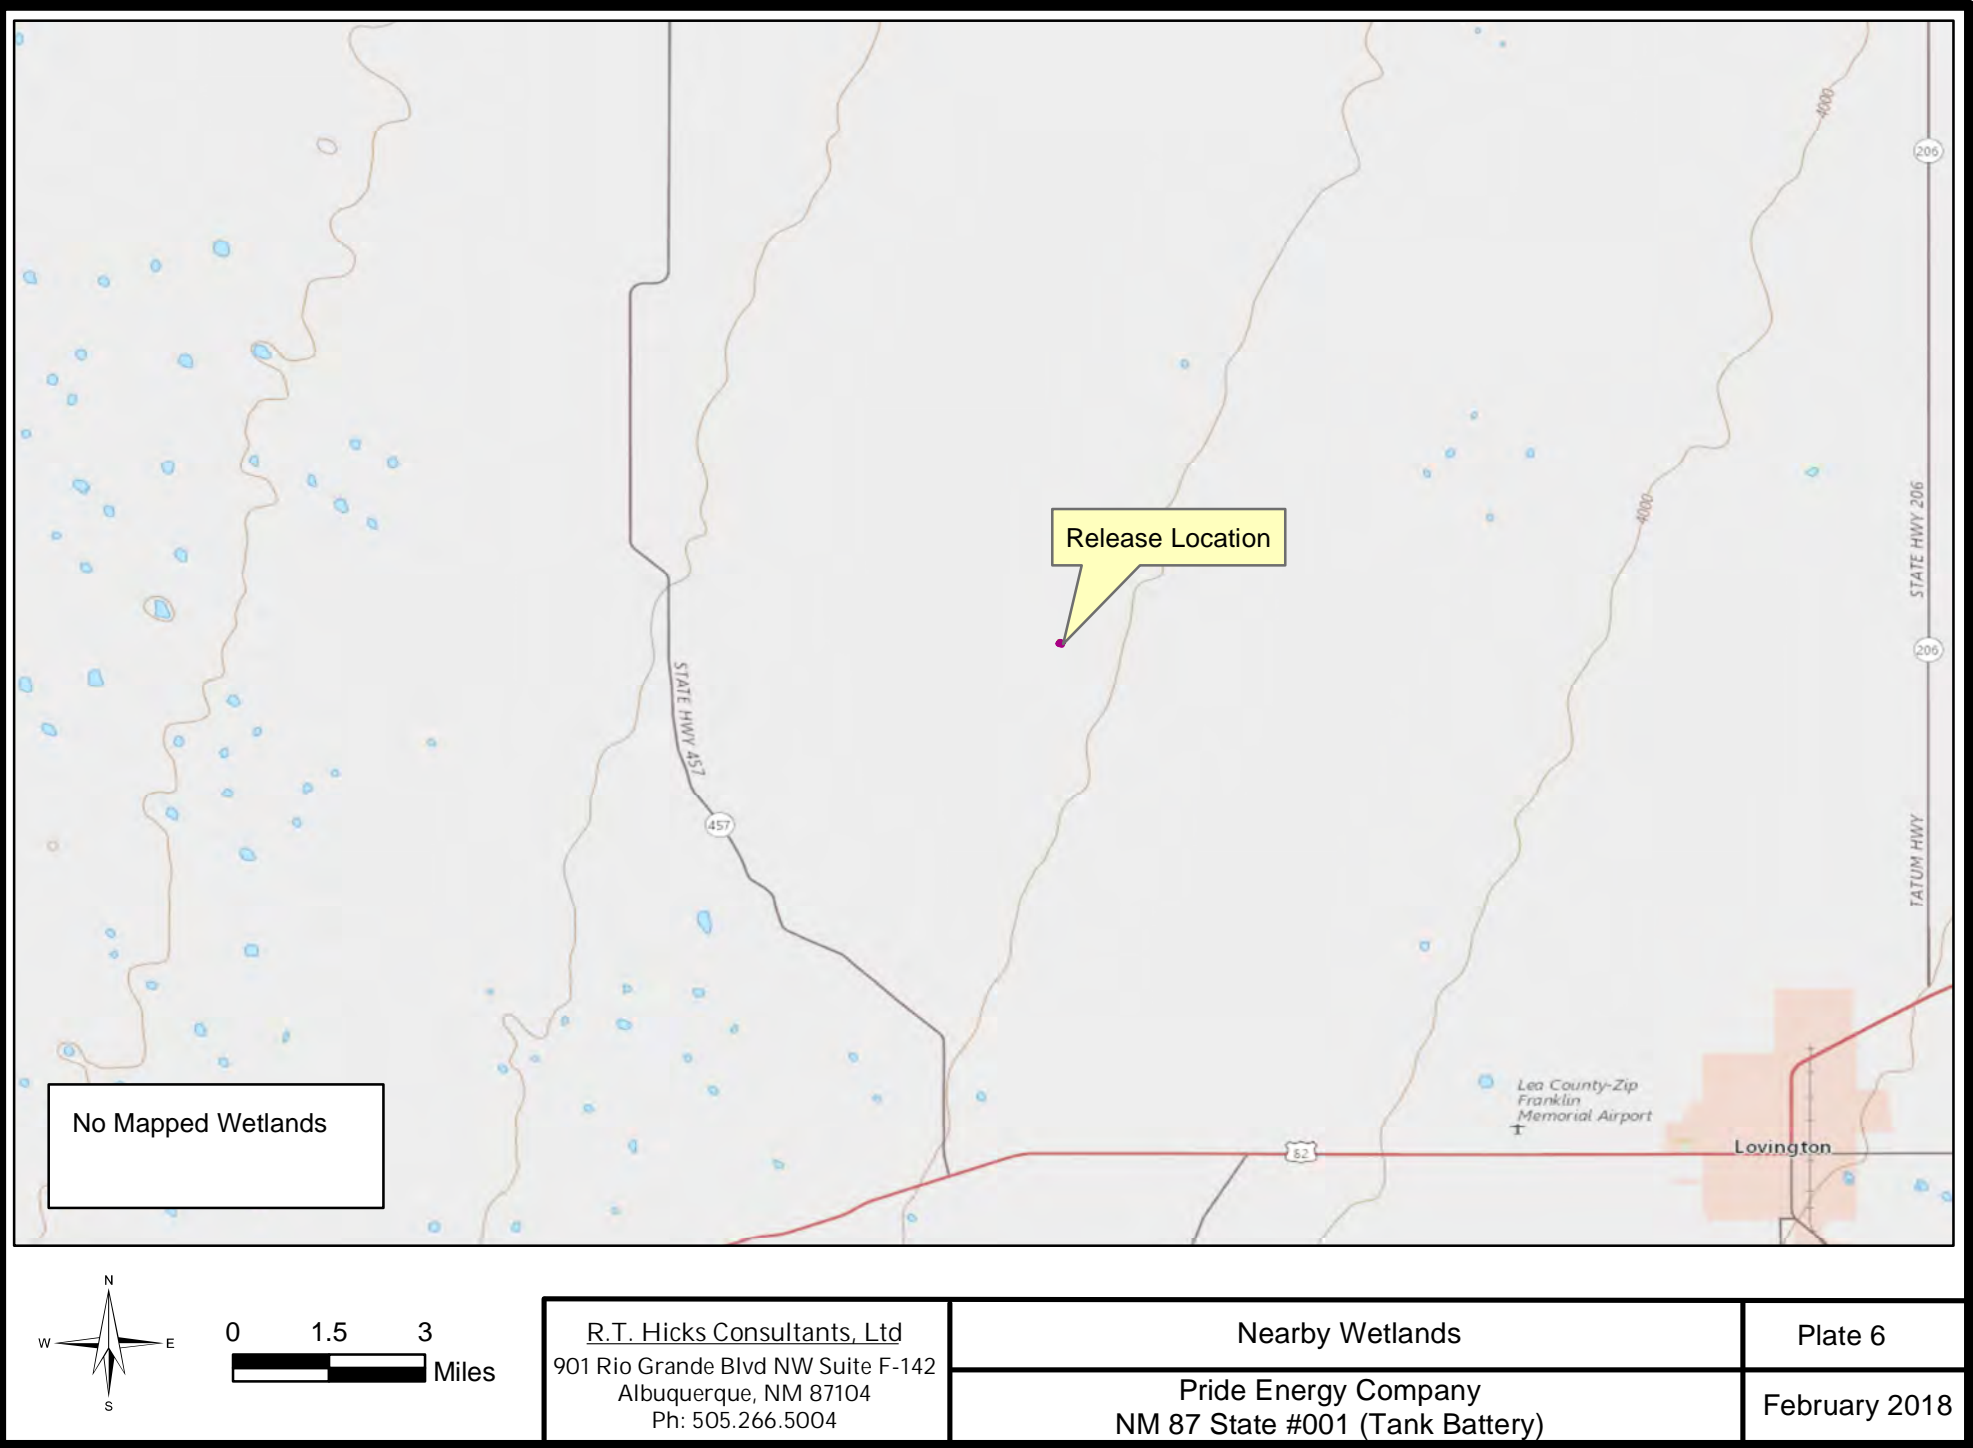 4000
206
STATE HWY 206
4000
Release Location
206
STATE HWY 457
457
TATUM HWY
Lea County-Zip
Franklin
Memorial Airport
No Mapped Wetlands
82
Lovington
N
W
E
S
0 1.5 3
Miles
R.T. Hicks Consultants, Ltd
901 Rio Grande Blvd NW Suite F-142
Albuquerque, NM 87104
Ph: 505.266.5004
Nearby Wetlands
Pride Energy Company
NM 87 State #001 (Tank Battery)
Plate 6
February 2018